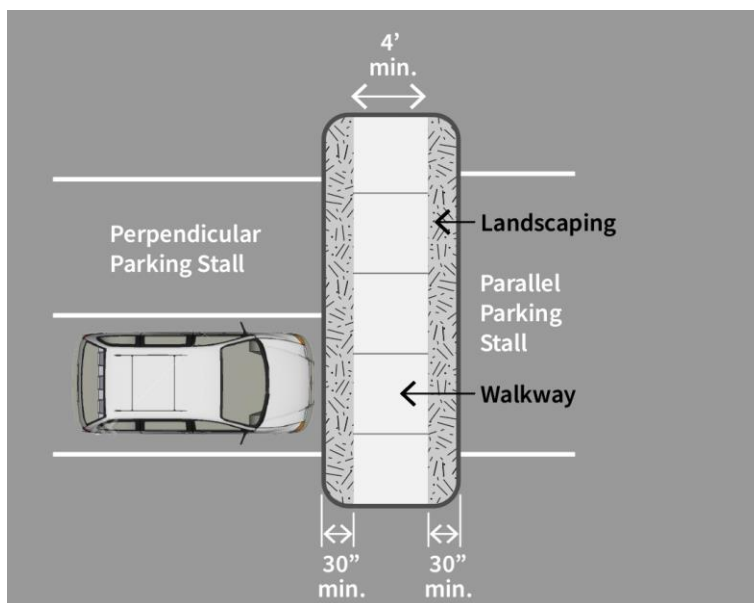 4’
min.
Landscaping
Perpendicular
Parking Stall
Parallel
Parking
Stall
Walkway
30”
min.
30”
min.